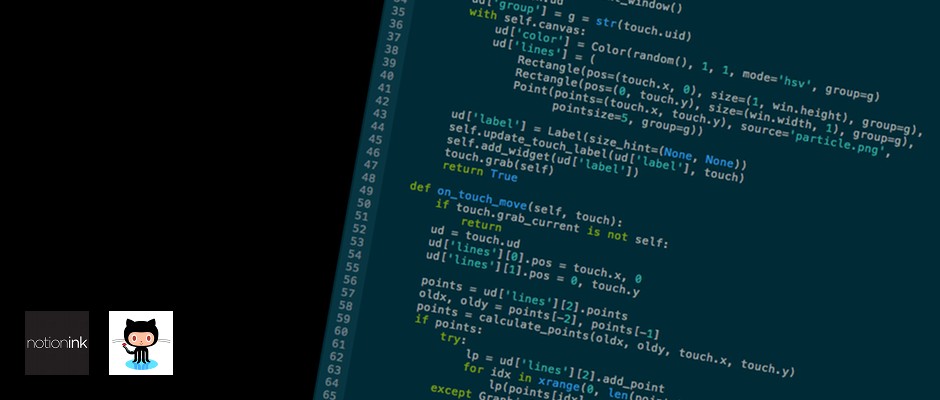 34
35 ud['group'] = g = str(touch.uid)
36 with self.canvas:
37 ud['color'] = Color(random(), 1, 1, mode='hsv', group=g)
38 ud['lines'] = (
39 Rectangle(pos=(touch.x, 0), size=(1, win.height), group=g),
40 Rectangle(pos=(0, touch.y), size=(win.width, 1), group=g),
41 Point(points=(touch.x, touch.y), source='particle.png',
42 pointsize=5, group=g))
43
44 ud['label'] = Label(size_hint=(None, None))
45 self.update_touch_label(ud['label'], touch)
46 self.add_widget(ud['label'])
47 touch.grab(self)
48 return True
49
50 def on_touch_move(self, touch):
51 if touch.grab_current is not self:
52 return
53 ud = touch.ud
54 ud['lines'][0].pos = touch.x, 0
55 ud['lines'][1].pos = 0, touch.y
56
57 points = ud['lines'][2].points
58 oldx, oldy = points[-2], points[-1]
59 points = calculate_points(oldx, oldy, touch.x, touch.y)
60 if points:
61 try:
62 lp = ud['lines'][2].add_point
63 for idx in xrange(0, len(
64 lp(points[idx]
65 except
notionink